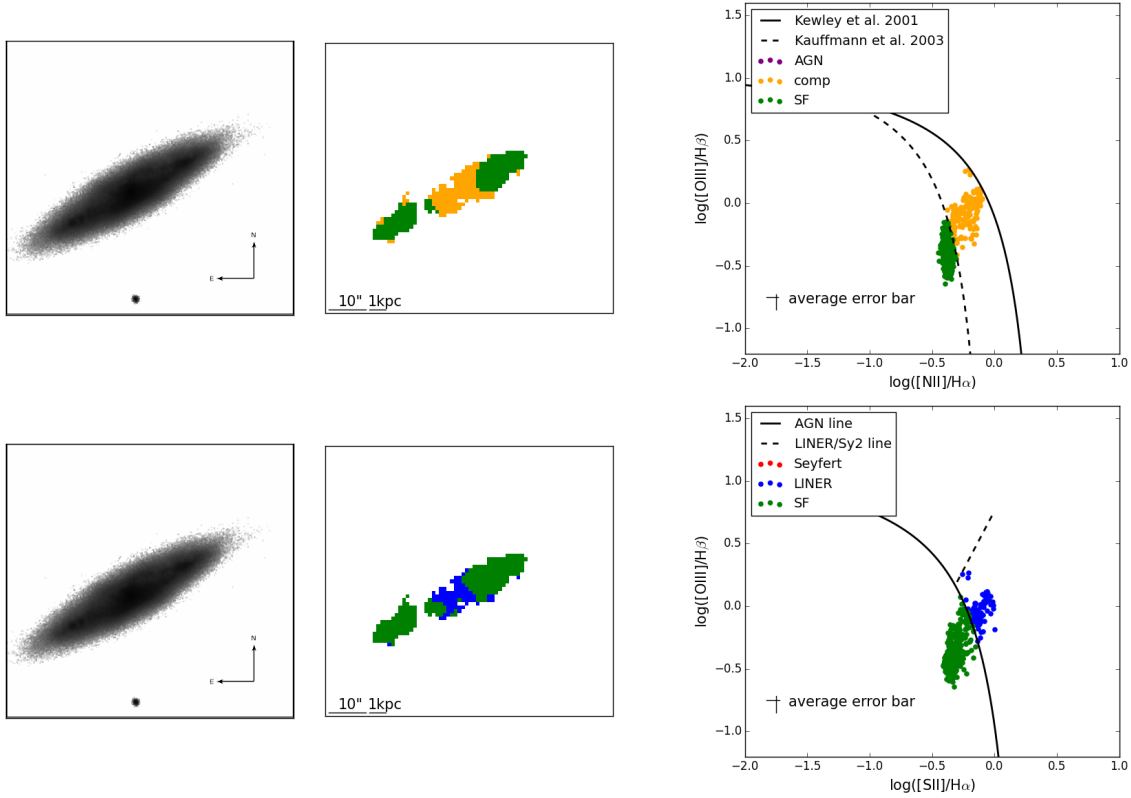 N
E
10" 1kpc
Kewley et al. 2001
Kauffmann et al. 2003
AGN
comp
SF
average error bar
1.5
1.0
0.5
0.0
−0.5
−1.0
−2.0 −1.5 −1.0 −0.5 0.0 0.5 1.0
log([OIII]/Hβ)
log([NII]/Hα)
N
E
10" 1kpc
AGN line
LINER/Sy2 line
Seyfert
LINER
SF
average error bar
1.5
1.0
0.5
0.0
−0.5
−1.0
−2.0 −1.5 −1.0 −0.5 0.0 0.5 1.0
log([OIII]/Hβ)
log([SII]/Hα)